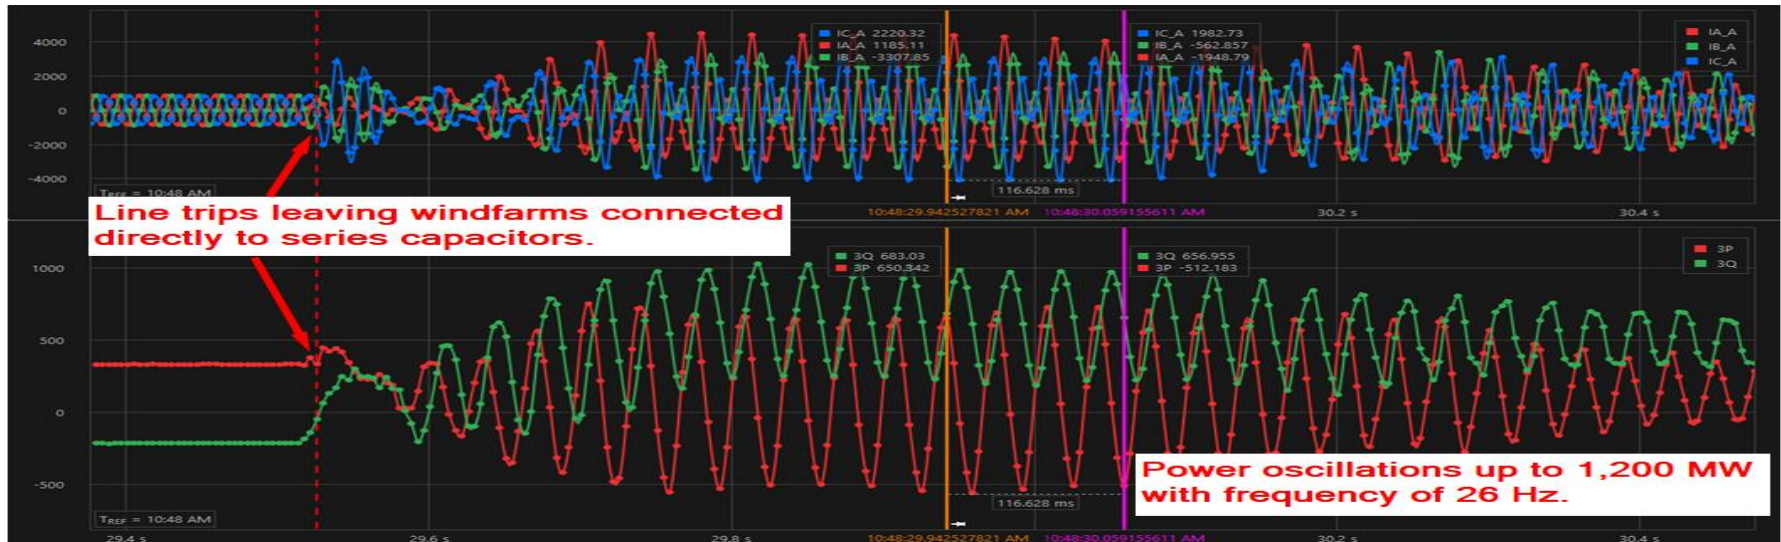 4000
2000
0
-2000
-4000
IC_A 2220.32
IA_A 1185.11
IB_A -3307.85
IC_A 1982.73
IB_A -562.857
IA_A -1948.79
IA_A
IB_A
IC_A
TREF = 10:48 AM
116.628 ms
10:48:29.942527821 AM
10:48:30.059155611 AM
30.2 s
30.4 s
Line trips leaving windfarms connected
directly to series capacitors.
1000
500
0
-500
3Q 683.03
3P 650.342
3Q 656.955
3P -512.183
3P
3Q
Power oscillations up to 1,200 MW
with frequency of 26 Hz.
116.628 ms
TREF = 10:48 AM
29.4 s
29.6 s
29.8 s
10:48:29.942527821 AM
10:48:30.059155611 AM
30.2 s
30.4 s